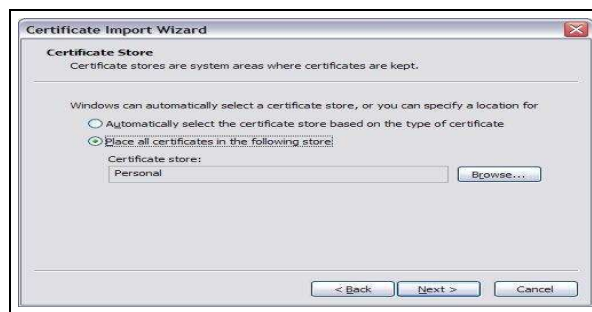 Certificate Import Wizard
Certificate Store
Certificate stores are system areas where certificates are kept.
Windows can automatically select a certificate store, or you can specify a location for
Automatically select the certificate store based on the type of certificate
Place all certificates in the following store:
Certificate store:
Personal
Browse...
< Back Next > Cancel